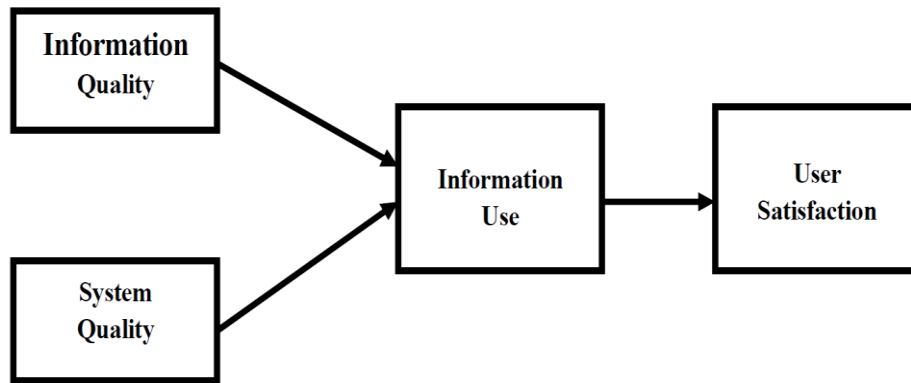 Information
Quality
System
Quality
Information
Use
User
Satisfaction